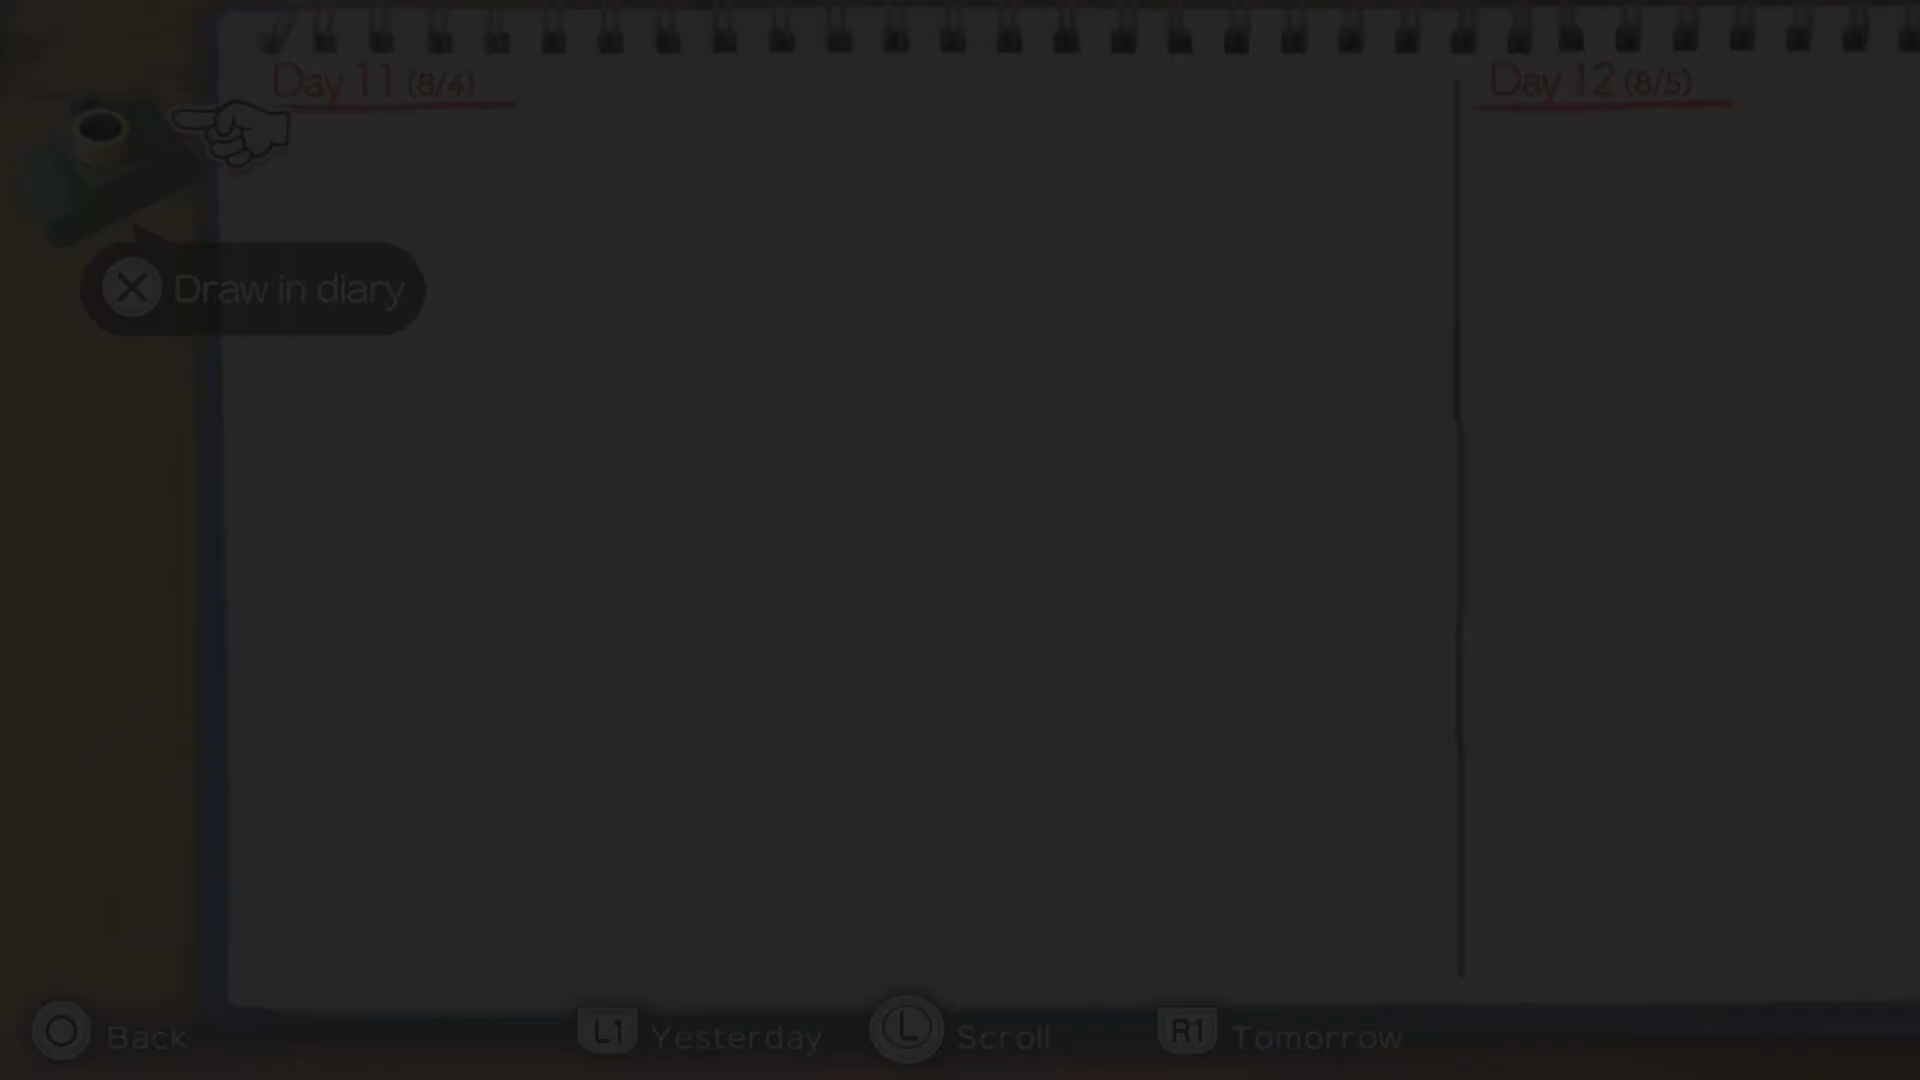 Day 11 (8/4)
Day 12 (8/5)
Draw in diary
Back
L1 Yesterday
L Scroll
R1 Tomorrow